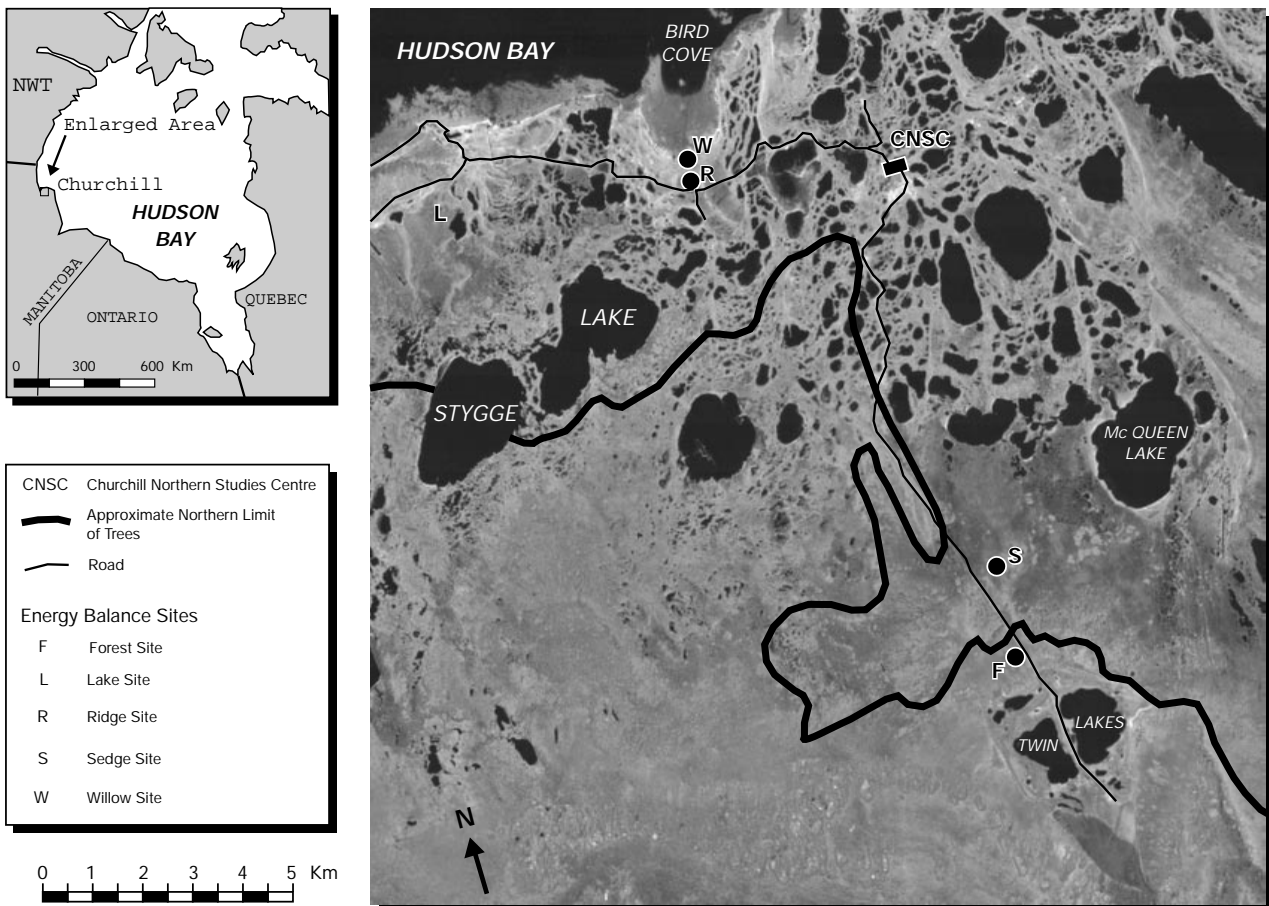 NWT
Enlarged Area
Churchill
HUDSON
BAY
MANITOBA
ONTARIO
QUEBEC
0 300 600 Km
CNSC Churchill Northern Studies Centre
Approximate Northern Limit
of Trees
Road
Energy Balance Sites
F Forest Site
L Lake Site
R Ridge Site
S Sedge Site
W Willow Site
0 1 2 3 4 5 Km
HUDSON BAY
BIRD
COVE
W
R
CNSC
L
LAKE
STYGGE
Mc QUEEN
LAKE
S
F
LAKES
TWIN
N